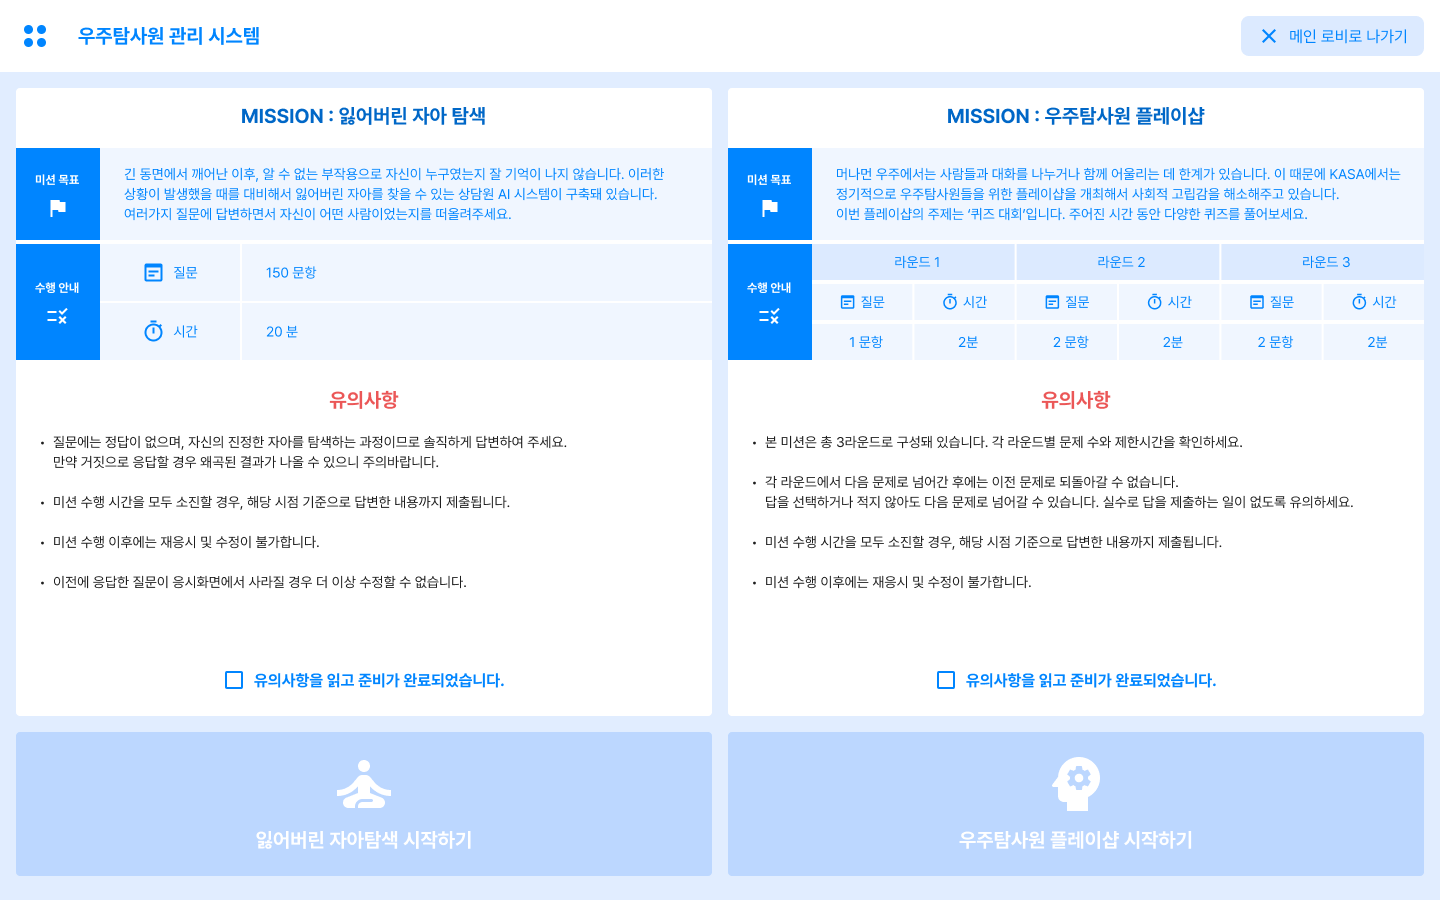 우주탐사원 관리 시스템
메인 로비로 나가기
MISSION : 잃어버린 자아 탐색
미션 목표
긴 동면에서 깨어난 이후, 알 수 없는 부작용으로 자신이 누구였는지 잘 기억이 나지 않습니다. 이러한
상황이 발생했을 때를 대비해서 잃어버린 자아를 찾을 수 있는 상담원 AI 시스템이 구축돼 있습니다.
여러가지 질문에 답변하면서 자신이 어떤 사람이었는지를 떠올려주세요.
수행 안내
질문
150 문항
시간
20 분
유의사항
• 질문에는 정답이 없으며, 자신의 진정한 자아를 탐색하는 과정이므로 솔직하게 답변하여 주세요.
만약 거짓으로 응답할 경우 왜곡된 결과가 나올 수 있으니 주의바랍니다.
• 미션 수행 시간을 모두 소진할 경우, 해당 시점 기준으로 답변한 내용까지 제출됩니다.
• 미션 수행 이후에는 재응시 및 수정이 불가합니다.
• 이전에 응답한 질문이 응시화면에서 사라질 경우 더 이상 수정할 수 없습니다.
유의사항을 읽고 준비가 완료되었습니다.
잃어버린 자아탐색 시작하기
MISSION : 우주탐사원 플레이샵
미션 목표
머나먼 우주에서는 사람들과 대화를 나누거나 함께 어울리는 데 한계가 있습니다. 이 때문에 KASA에서는
정기적으로 우주탐사원들을 위한 플레이샵을 개최해서 사회적 고립감을 해소해주고 있습니다.
이번 플레이샵의 주제는 ‘퀴즈 대회’입니다. 주어진 시간 동안 다양한 퀴즈를 풀어보세요.
수행 안내
라운드 1 라운드 2 라운드 3
질문 시간 질문 시간 질문 시간
1 문항 2분 2 문항 2분 2 문항 2분
유의사항
• 본 미션은 총 3라운드로 구성돼 있습니다. 각 라운드별 문제 수와 제한시간을 확인하세요.
• 각 라운드에서 다음 문제로 넘어간 후에는 이전 문제로 되돌아갈 수 없습니다.
답을 선택하거나 적지 않아도 다음 문제로 넘어갈 수 있습니다. 실수로 답을 제출하는 일이 없도록 유의하세요.
• 미션 수행 시간을 모두 소진할 경우, 해당 시점 기준으로 답변한 내용까지 제출됩니다.
• 미션 수행 이후에는 재응시 및 수정이 불가합니다.
유의사항을 읽고 준비가 완료되었습니다.
우주탐사원 플레이샵 시작하기